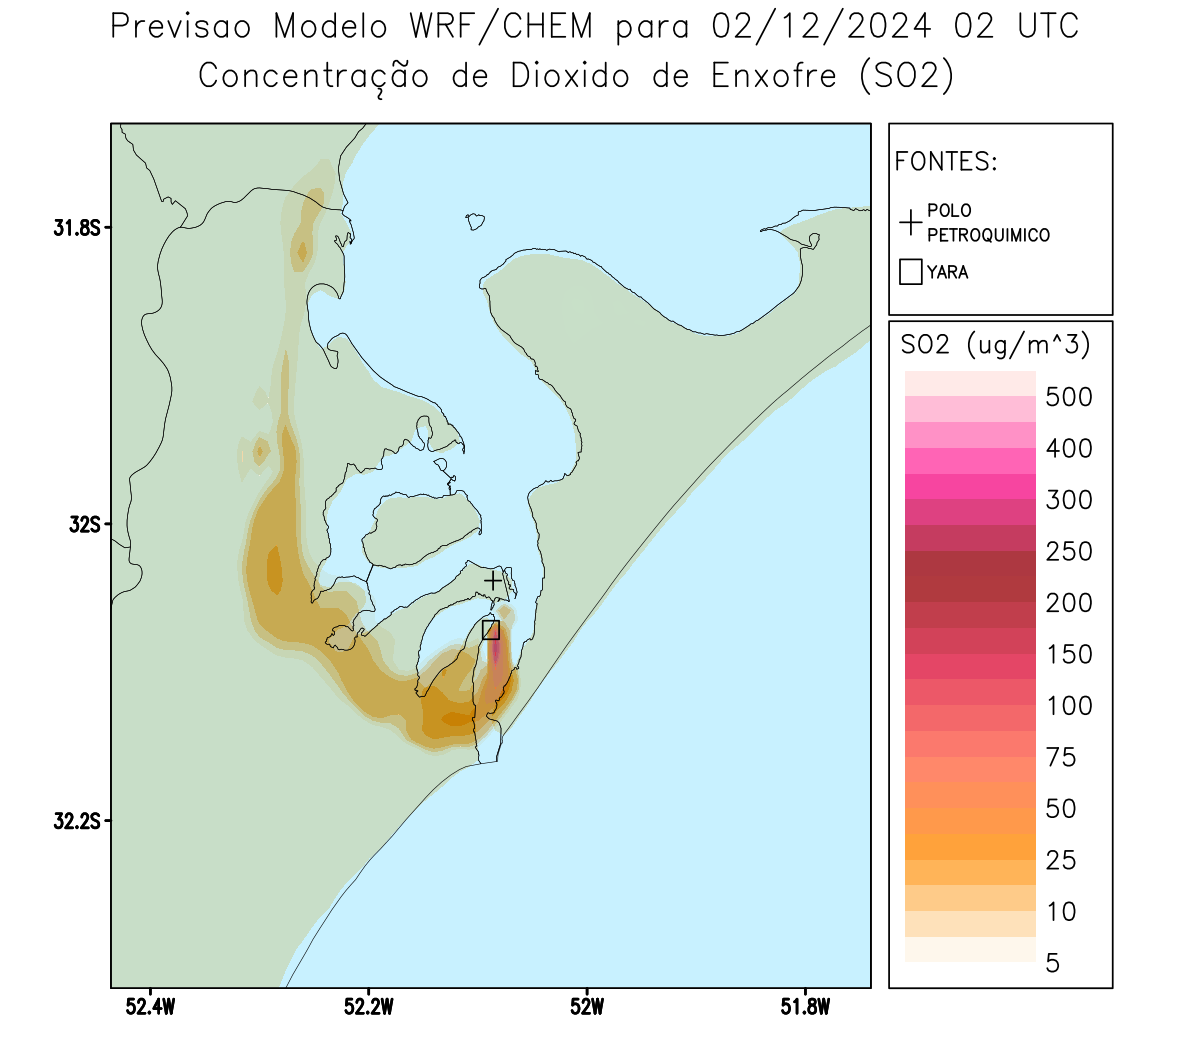 Previsao Modelo WRF/CHEM para 02/12/2024 02 UTC
Concentração de Dioxido de Enxofre (SO2)
FONTES:
POLO
PETROQUIMICO
YARA
SO2 (ug/m^3)
500
400
300
250
200
150
100
75
50
25
10
5
31.8S
32S
32.2S
52.4W
52.2W
52W
51.8W